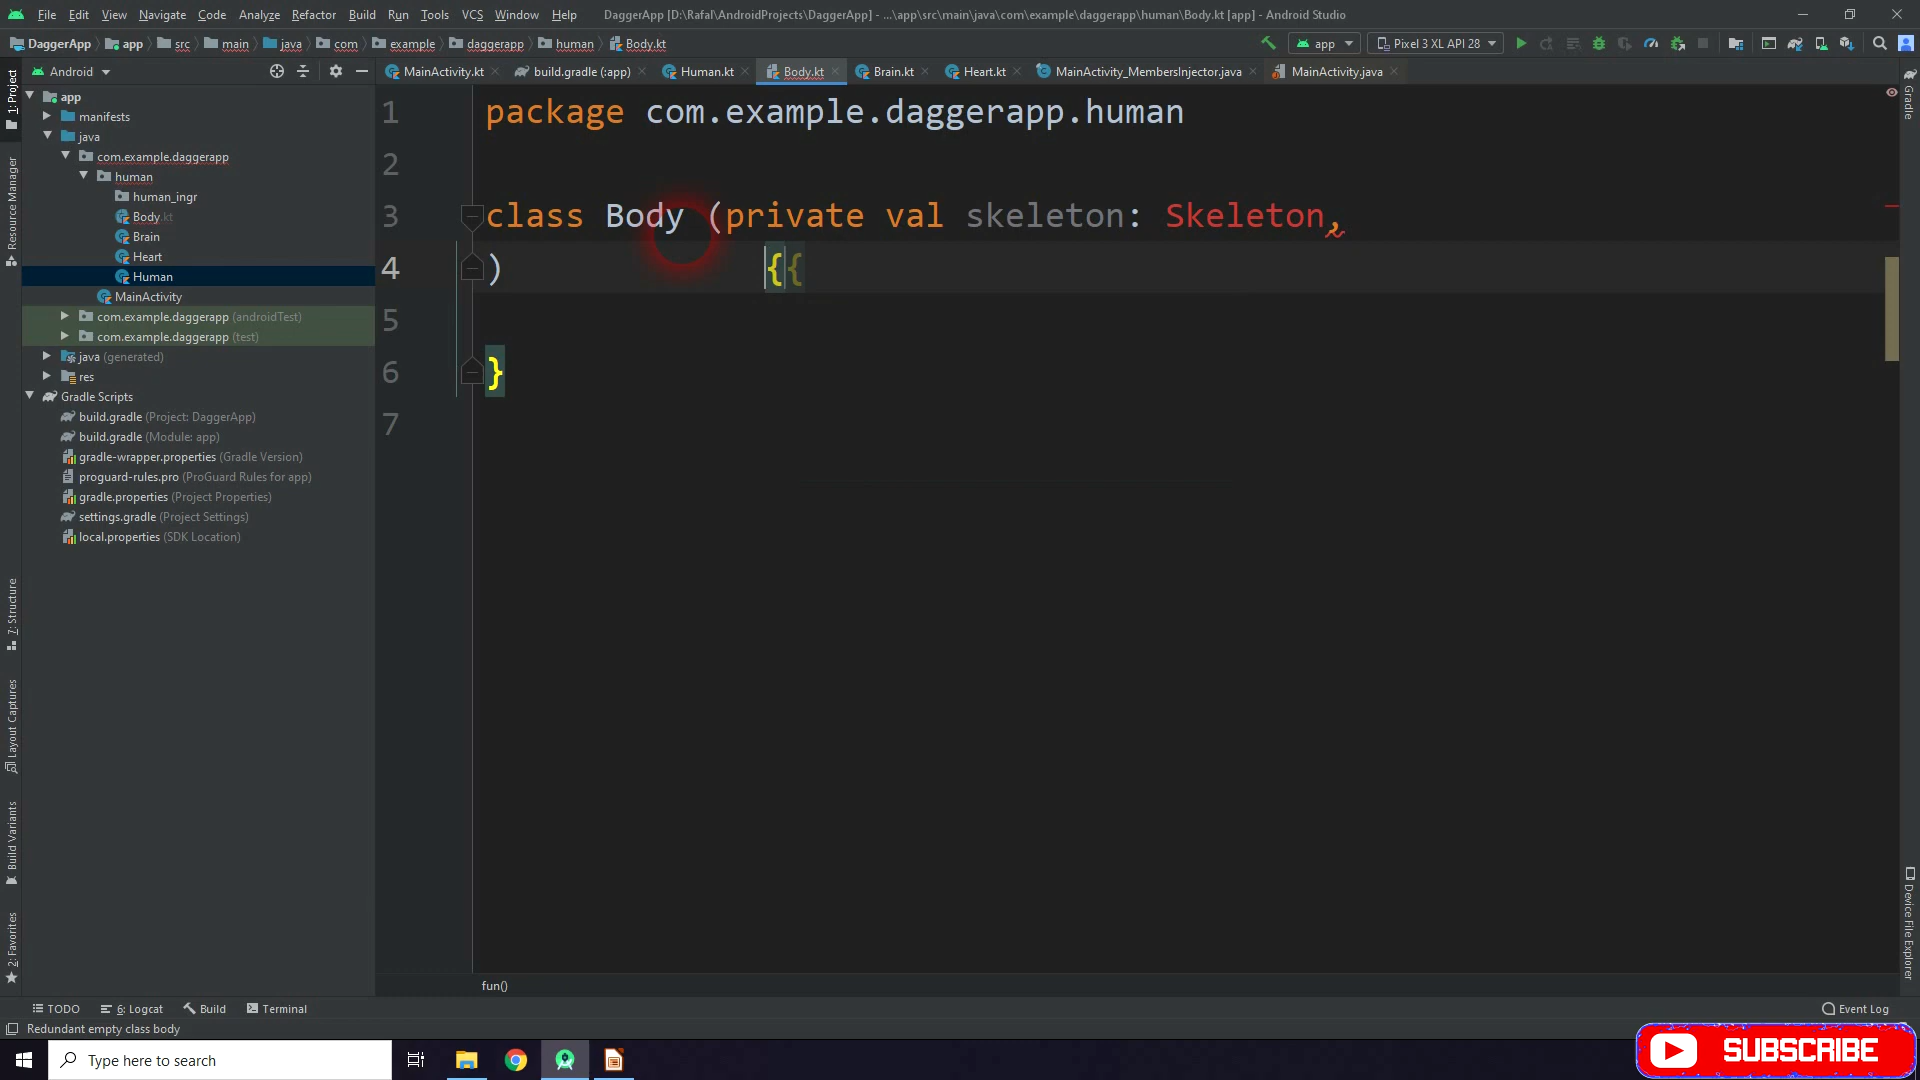 File Edit View Navigate Code Analyze Refactor Build Run Tools VCS Window Help DaggerApp [D:\Rafal\AndroidProjects\DaggerApp] - ...\app\src\main\java\com\example\daggerapp\human\Body.kt [app] - Android Studio
DaggerApp app src main java com example daggerapp human Body.kt app Pixel 3 XL API 28
Android MainActivity.kt build.gradle (:app) Human.kt Body.kt Brain.kt Heart.kt MainActivity_MembersInjector.java MainActivity.java
1: Project
Resource Manager
7: Structure
Layout Captures
Build Variants
2: Favorites
app
manifests
java
com.example.daggerapp
human
human_ingr
Body.kt
Brain
Heart
Human
MainActivity
com.example.daggerapp (androidTest)
com.example.daggerapp (test)
java (generated)
res
Gradle Scripts
build.gradle (Project: DaggerApp)
build.gradle (Module: app)
gradle-wrapper.properties (Gradle Version)
proguard-rules.pro (ProGuard Rules for app)
gradle.properties (Project Properties)
settings.gradle (Project Settings)
local.properties (SDK Location)
1 package com.example.daggerapp.human
2
3 class Body (private val skeleton: Skeleton,
4 ) {{
5
6 }
7
Gradle
Device File Explorer
fun()
TODO 6: Logcat Build Terminal Event Log
Redundant empty class body
Type here to search
SUBSCRIBE